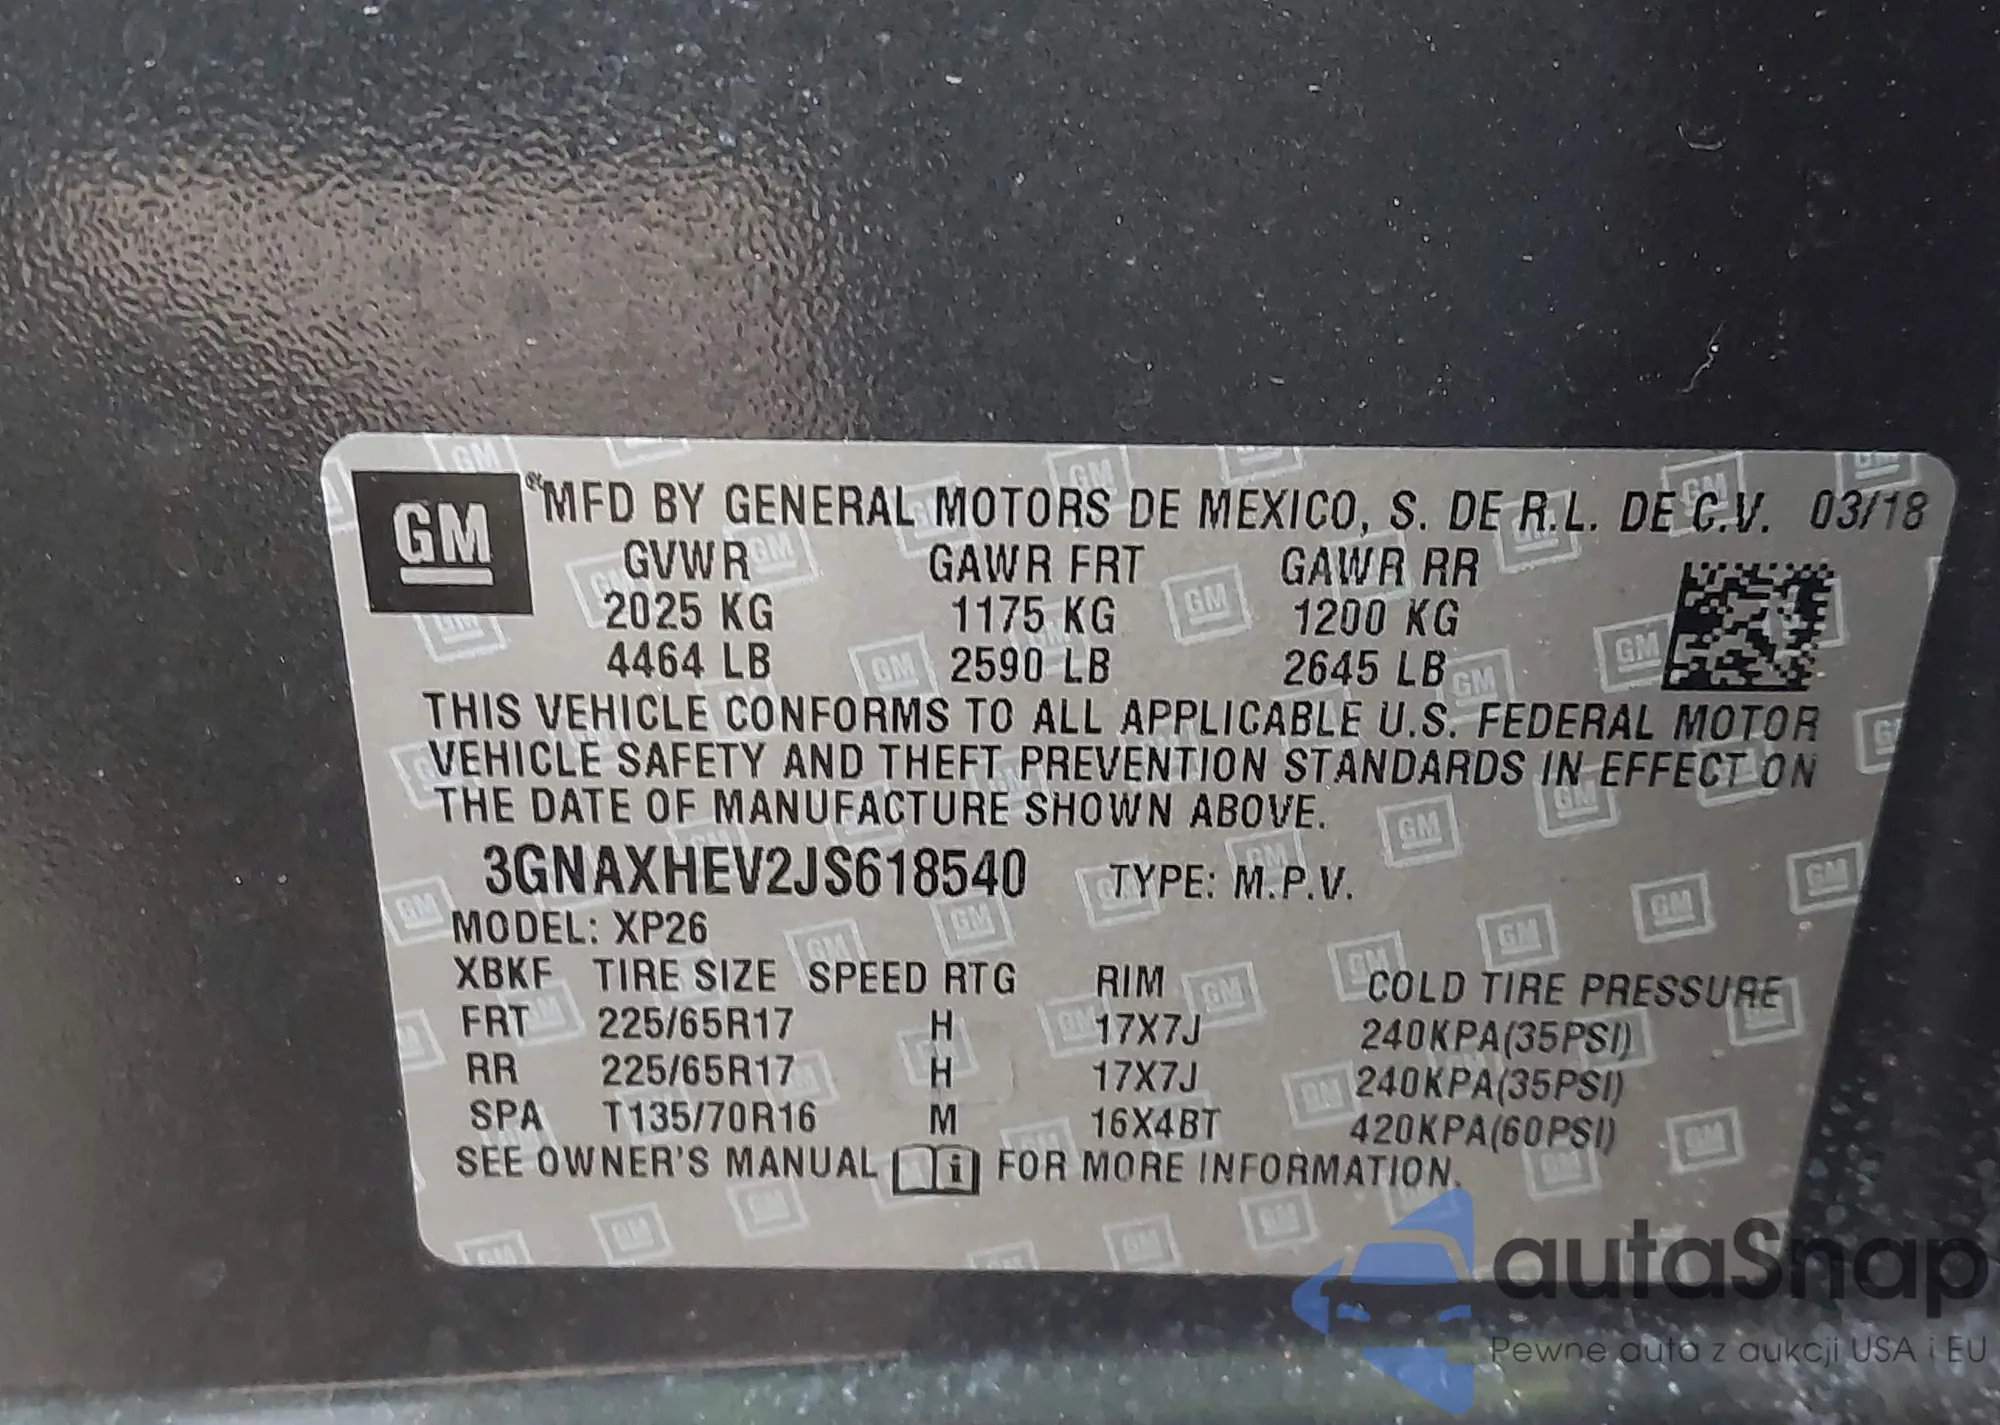 GM
MFD BY GENERAL MOTORS DE MEXICO, S. DE R.L. DE C.V. 03/18
GVWR GAWR FRT GAWR RR
2025 KG 1175 KG 1200 KG
4464 LB 2590 LB 2645 LB
THIS VEHICLE CONFORMS TO ALL APPLICABLE U.S. FEDERAL MOTOR
VEHICLE SAFETY AND THEFT PREVENTION STANDARDS IN EFFECT ON
THE DATE OF MANUFACTURE SHOWN ABOVE.
3GNAXHEV2JS618540 TYPE: M.P.V.
MODEL: XP26
XBKF TIRE SIZE SPEED RTG RIM COLD TIRE PRESSURE
FRT 225/65R17 H 17X7J 240KPA(35PSI)
RR 225/65R17 H 17X7J 240KPA(35PSI)
SPA T135/70R16 M 16X4BT 420KPA(60PSI)
SEE OWNER'S MANUAL i FOR MORE INFORMATION.
autaSnap
Pewne auta z aukcji USA i EU